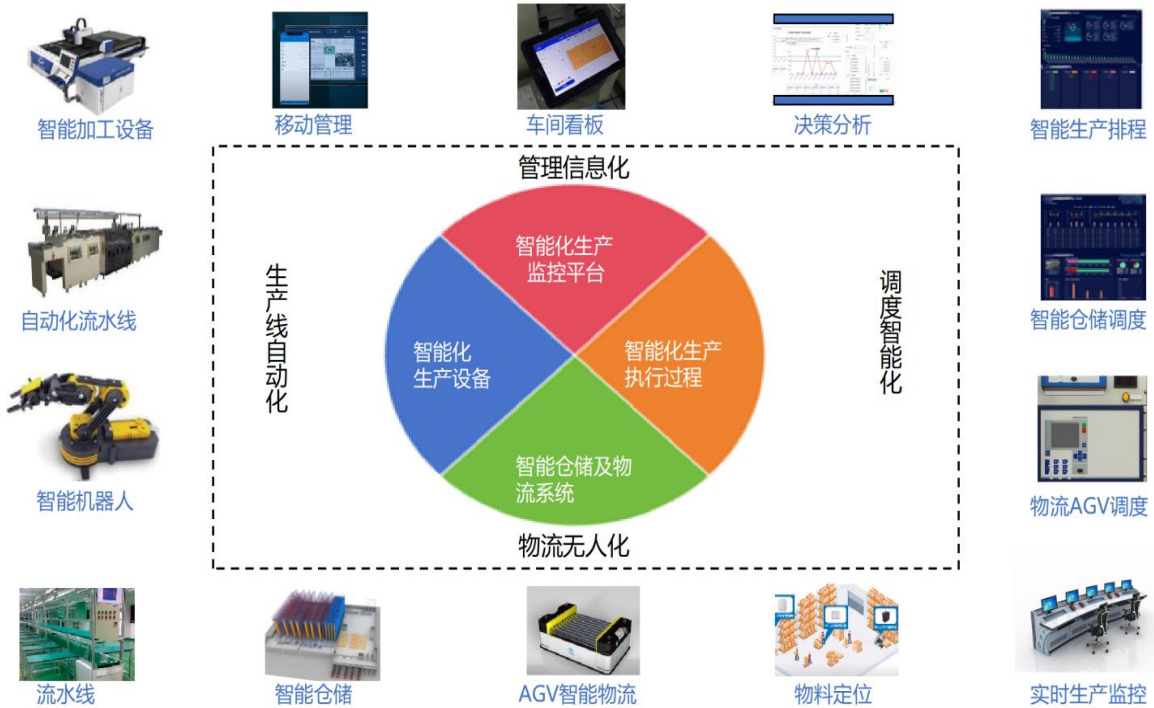 智能加工设备
移动管理
车间看板
决策分析
智能生产排程
管理信息化
智能化生产
监控平台
生产线自动化
调度智能化
自动化流水线
智能仓储调度
智能化
生产设备
智能化生产
执行过程
智能仓储及物
流系统
智能机器人
物流AGV调度
物流无人化
流水线
智能仓储
AGV智能物流
物料定位
实时生产监控